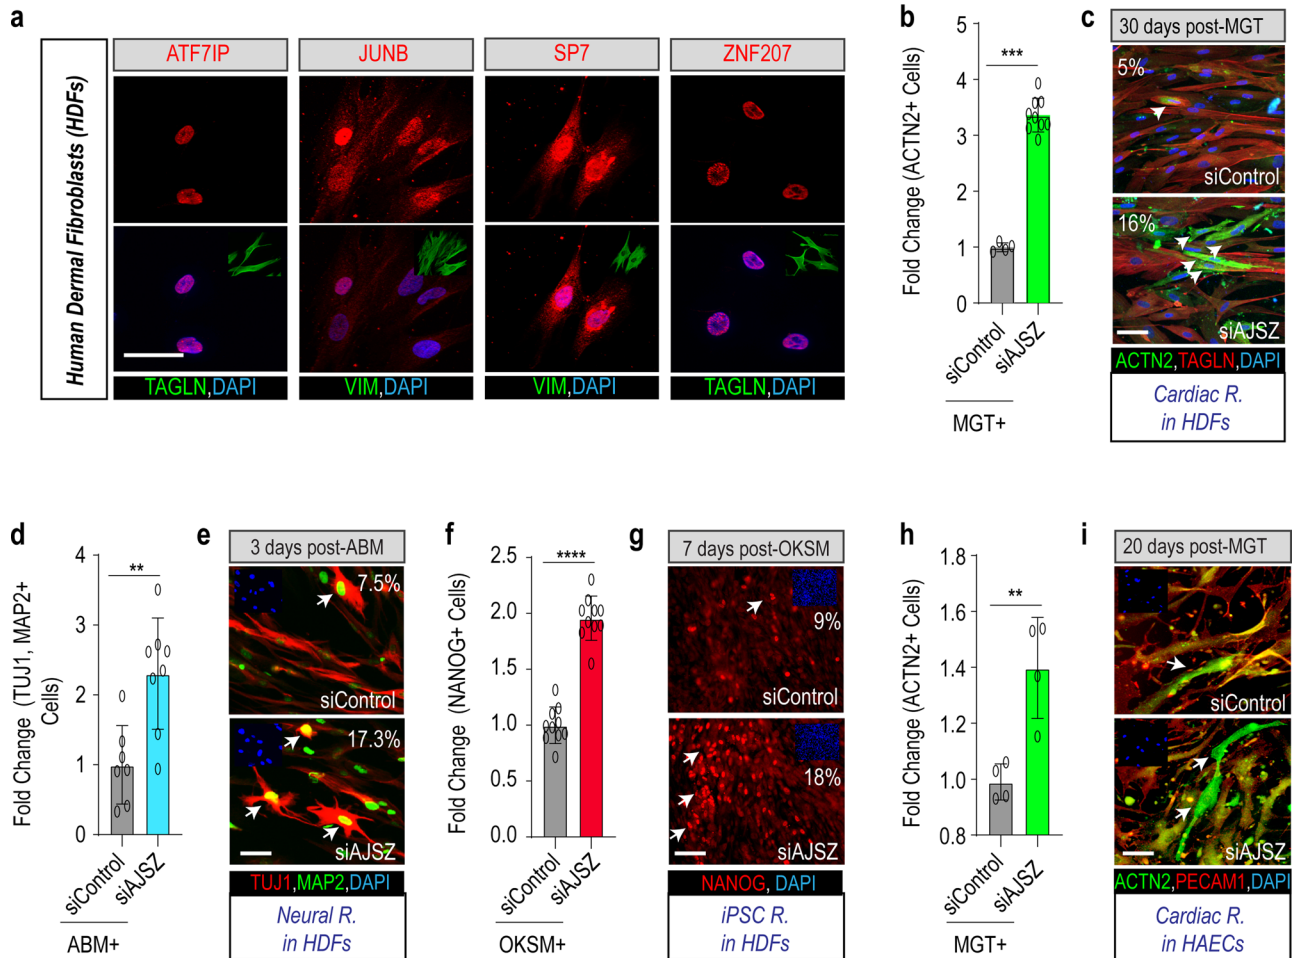 a
Human Dermal Fibroblasts (HDFs)
ATF7IP
JUNB
SP7
ZNF207
TAGLN,DAPI
VIM,DAPI
VIM,DAPI
TAGLN,DAPI
b
Fold Change (ACTN2+ Cells)
5
4
3
2
1
0
***
siControl
siAJSZ
MGT+
c
30 days post-MGT
5%
siControl
16%
siAJSZ
ACTN2,TAGLN,DAPI
Cardiac R.
in HDFs
d
Fold Change (TUJ1, MAP2+
Cells)
4
3
2
1
0
**
siControl
siAJSZ
ABM+
e
3 days post-ABM
7.5%
siControl
17.3%
siAJSZ
TUJ1,MAP2,DAPI
Neural R.
in HDFs
f
Fold Change (NANOG+ Cells)
2.5
2.0
1.0
0.5
0.0
****
siControl
siAJSZ
OKSM+
g
7 days post-OKSM
9%
siControl
18%
siAJSZ
NANOG, DAPI
iPSC R.
in HDFs
h
Fold Change (ACTN2+ Cells)
1.8
1.6
1.4
1.2
1.0
0.8
**
siControl
siAJSZ
MGT+
i
20 days post-MGT
siControl
siAJSZ
ACTN2,PECAM1,DAPI
Cardiac R.
in HAECs